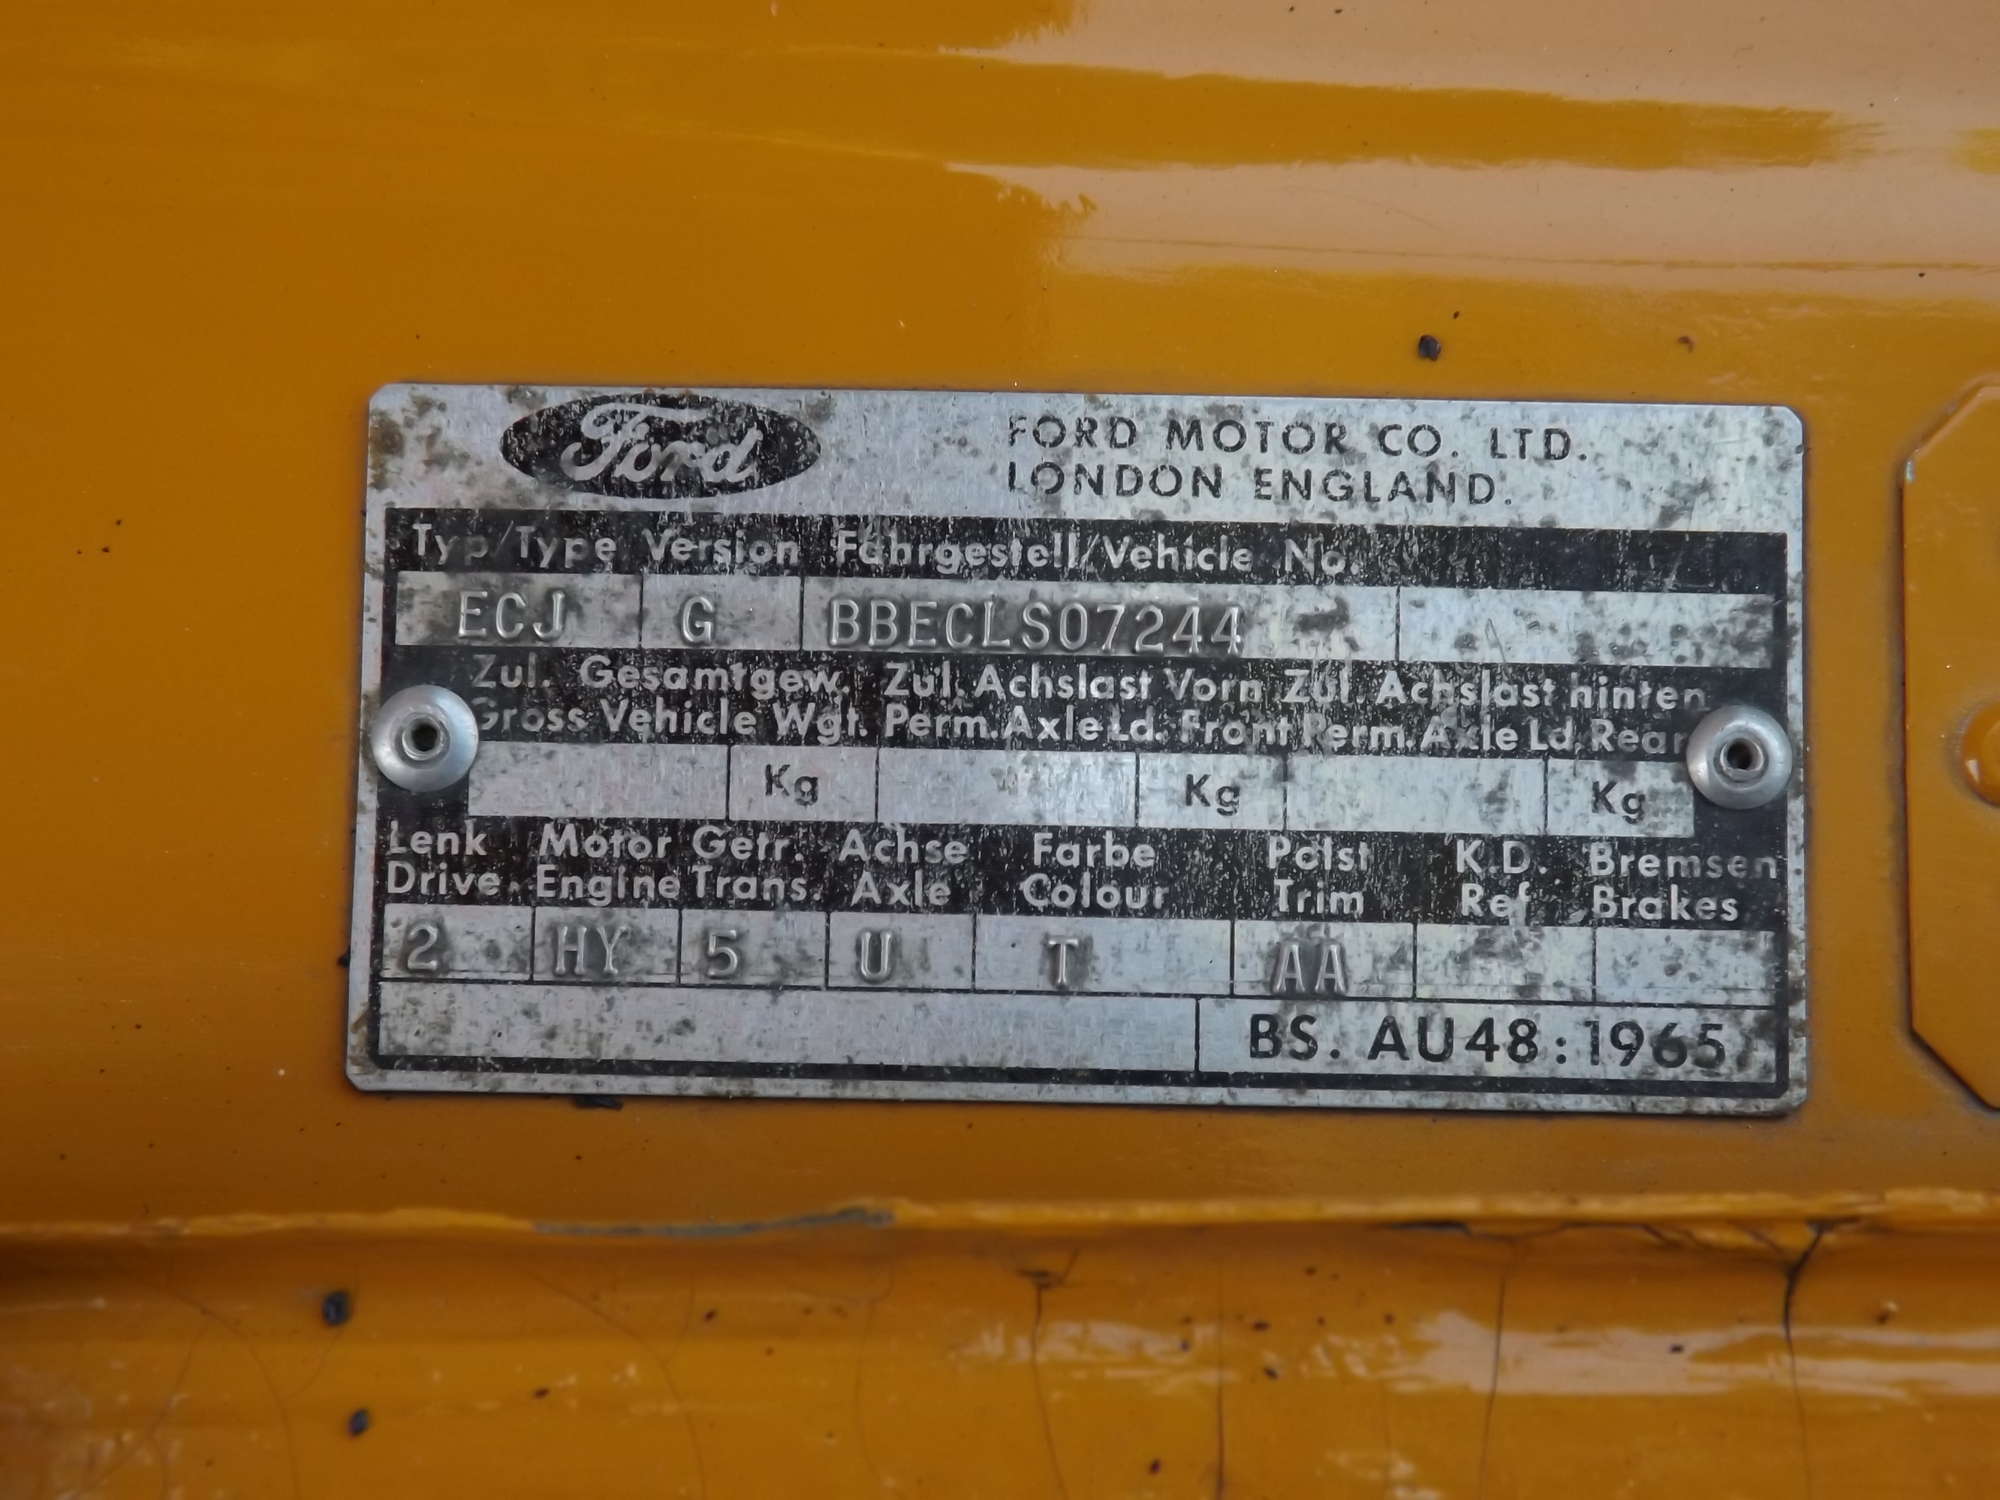 Ford
FORD MOTOR CO. LTD.
LONDON ENGLAND.
Typ/Type Version Fahrgestell/Vehicle No.
ECJ G BBECLS07244
Zul. Gesamtgew. Zul. Achslast Vorn Zul. Achslast hinten
Gross Vehicle Wgt. Perm. Axle Ld. Front Perm. Axle Ld. Rear
Kg Kg Kg
Lenk Motor Getr. Achse Farbe Polst K.D. Bremsen
Drive. Engine Trans. Axle Colour Trim Ref. Brakes
2 HY 5 U T AA
BS. AU48:1965